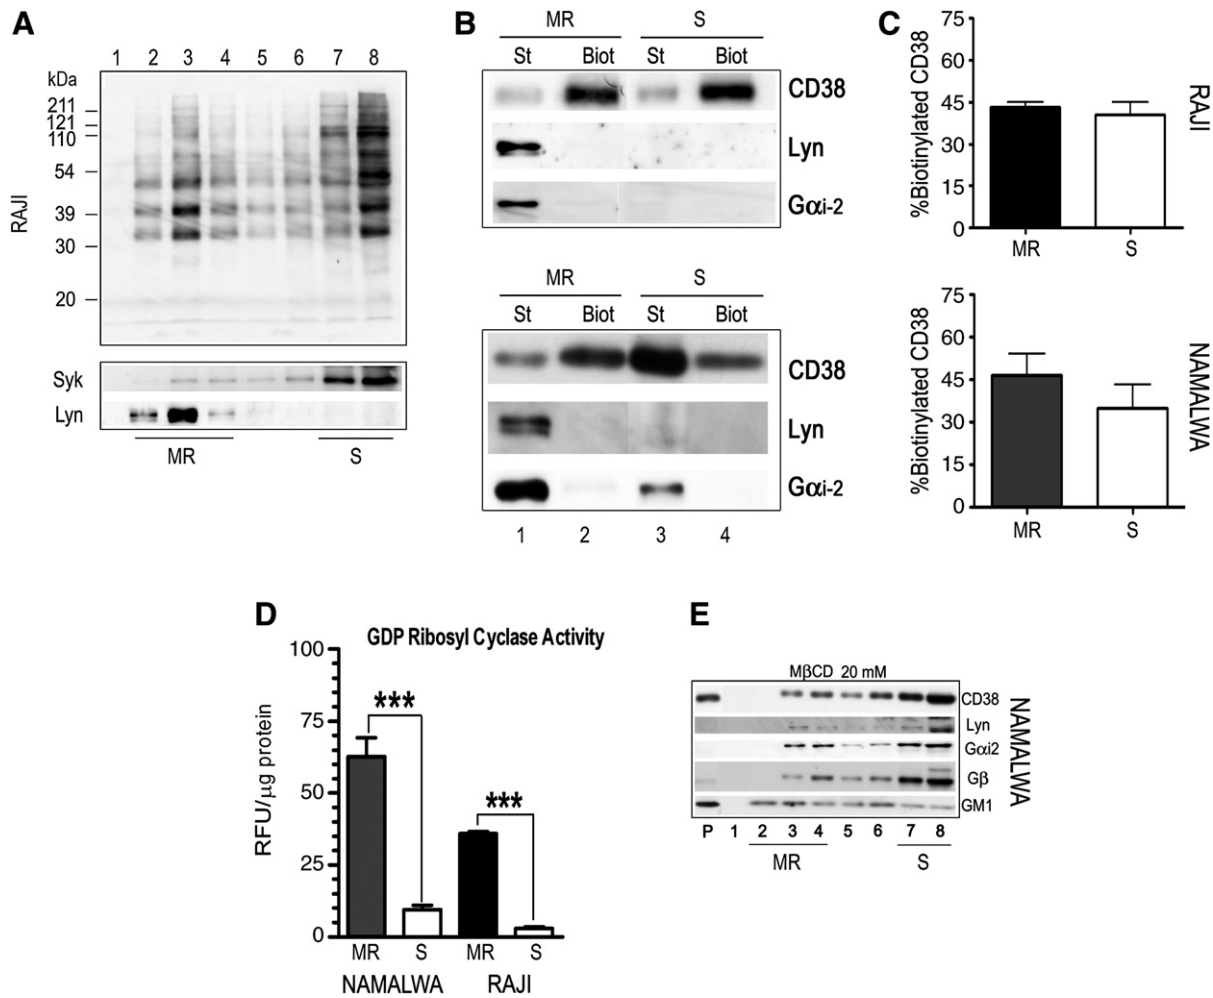 A
1 2 3 4 5 6 7 8
kDa
211
121
110
54
39
30
20
RAJI
Syk
Lyn
MR S
B
MR S
St Biot St Biot
CD38
Lyn
Gαi-2
MR S
St Biot St Biot
CD38
Lyn
Gαi-2
1 2 3 4
C
75
60
45
30
15
0
%Biotinylated CD38
MR S
RAJI
75
60
45
30
15
0
%Biotinylated CD38
MR S
NAMALWA
D
GDP Ribosyl Cyclase Activity
100
75
50
25
0
RFU/µg protein
***
***
MR S MR S
NAMALWA RAJI
E
MβCD 20 mM
CD38
Lyn
Gαi2
Gβ
GM1
NAMALWA
P 1 2 3 4 5 6 7 8
MR S